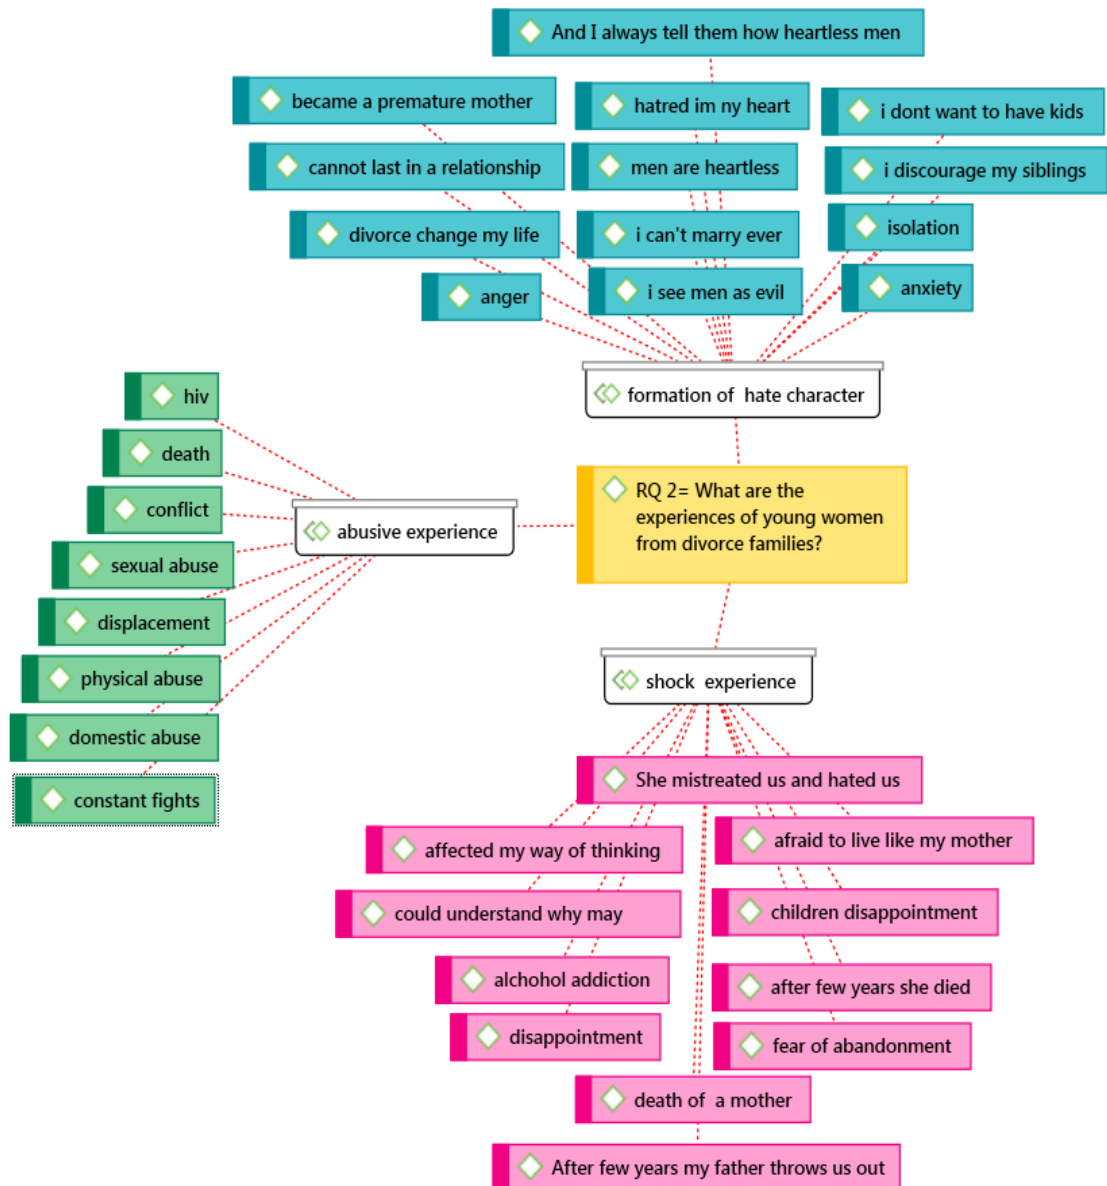 And I always tell them how heartless men
became a premature mother
hatred im ny heart
i dont want to have kids
cannot last in a relationship
men are heartless
i discourage my siblings
divorce change my life
i can't marry ever
isolation
anger
i see men as evil
anxiety
formation of  hate character
hiv
death
conflict
sexual abuse
displacement
physical abuse
domestic abuse
constant fights
abusive experience
RQ 2= What are the
experiences of young women
from divorce families?
shock  experience
She mistreated us and hated us
affected my way of thinking
afraid to live like my mother
could understand why may
children disappointment
alchohol addiction
after few years she died
disappointment
fear of abandonment
death of  a mother
After few years my father throws us out